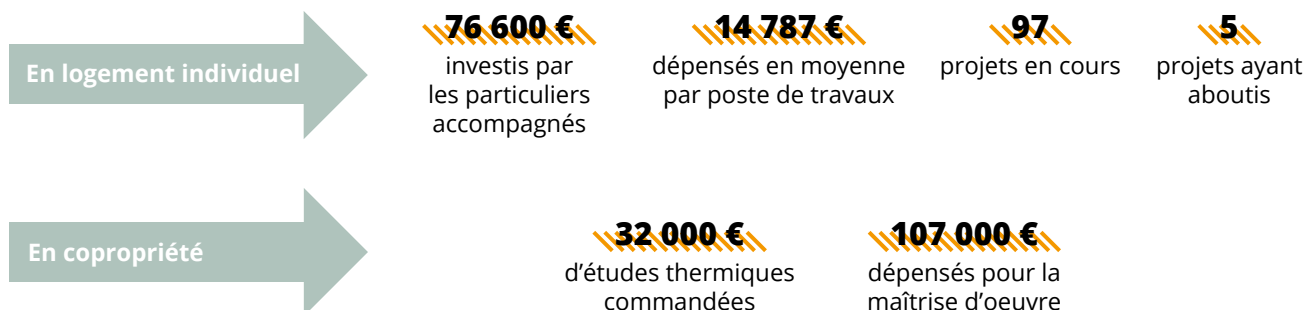 En logement individuel
76 600 €
investis par
les particuliers
accompagnés
14 787 €
dépensés en moyenne
par poste de travaux
97
projets en cours
5
projets ayant
aboutis
En copropriété
32 000 €
d'études thermiques
commandées
107 000 €
dépensés pour la
maîtrise d'oeuvre